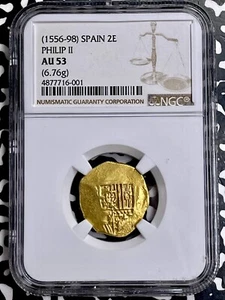 (1556-98) SPAIN 2E
PHILIP II
AU 53
(6.76g)
4877716-001
NUMISMATIC GUARANTY CORPORATION
NGC